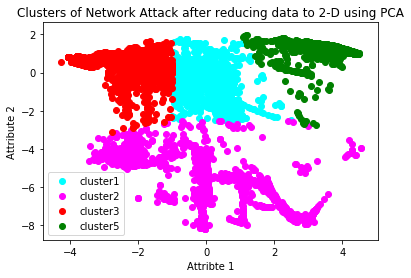 Clusters of Network Attack after reducing data to 2-D using PCA
2
0
−2
−4
−6
−8
Attribute 2
cluster1
cluster2
cluster3
cluster5
−4 −2 0 2 4
Attribte 1